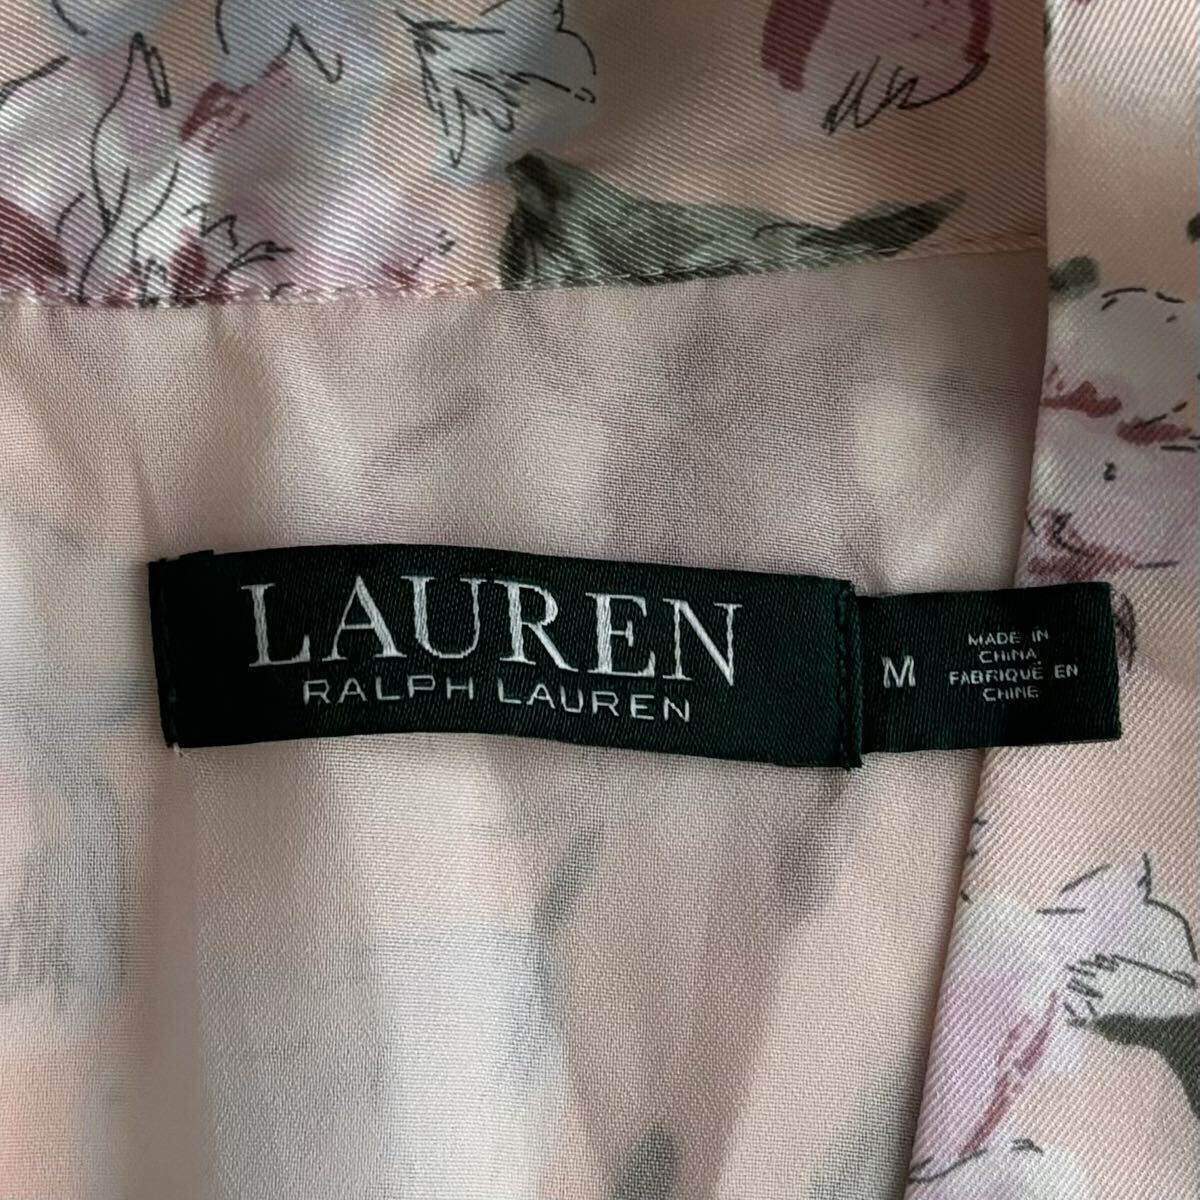 LAUREN
RALPH LAUREN
M
MADE IN
CHINA
FABRIQUÉ EN
CHINE